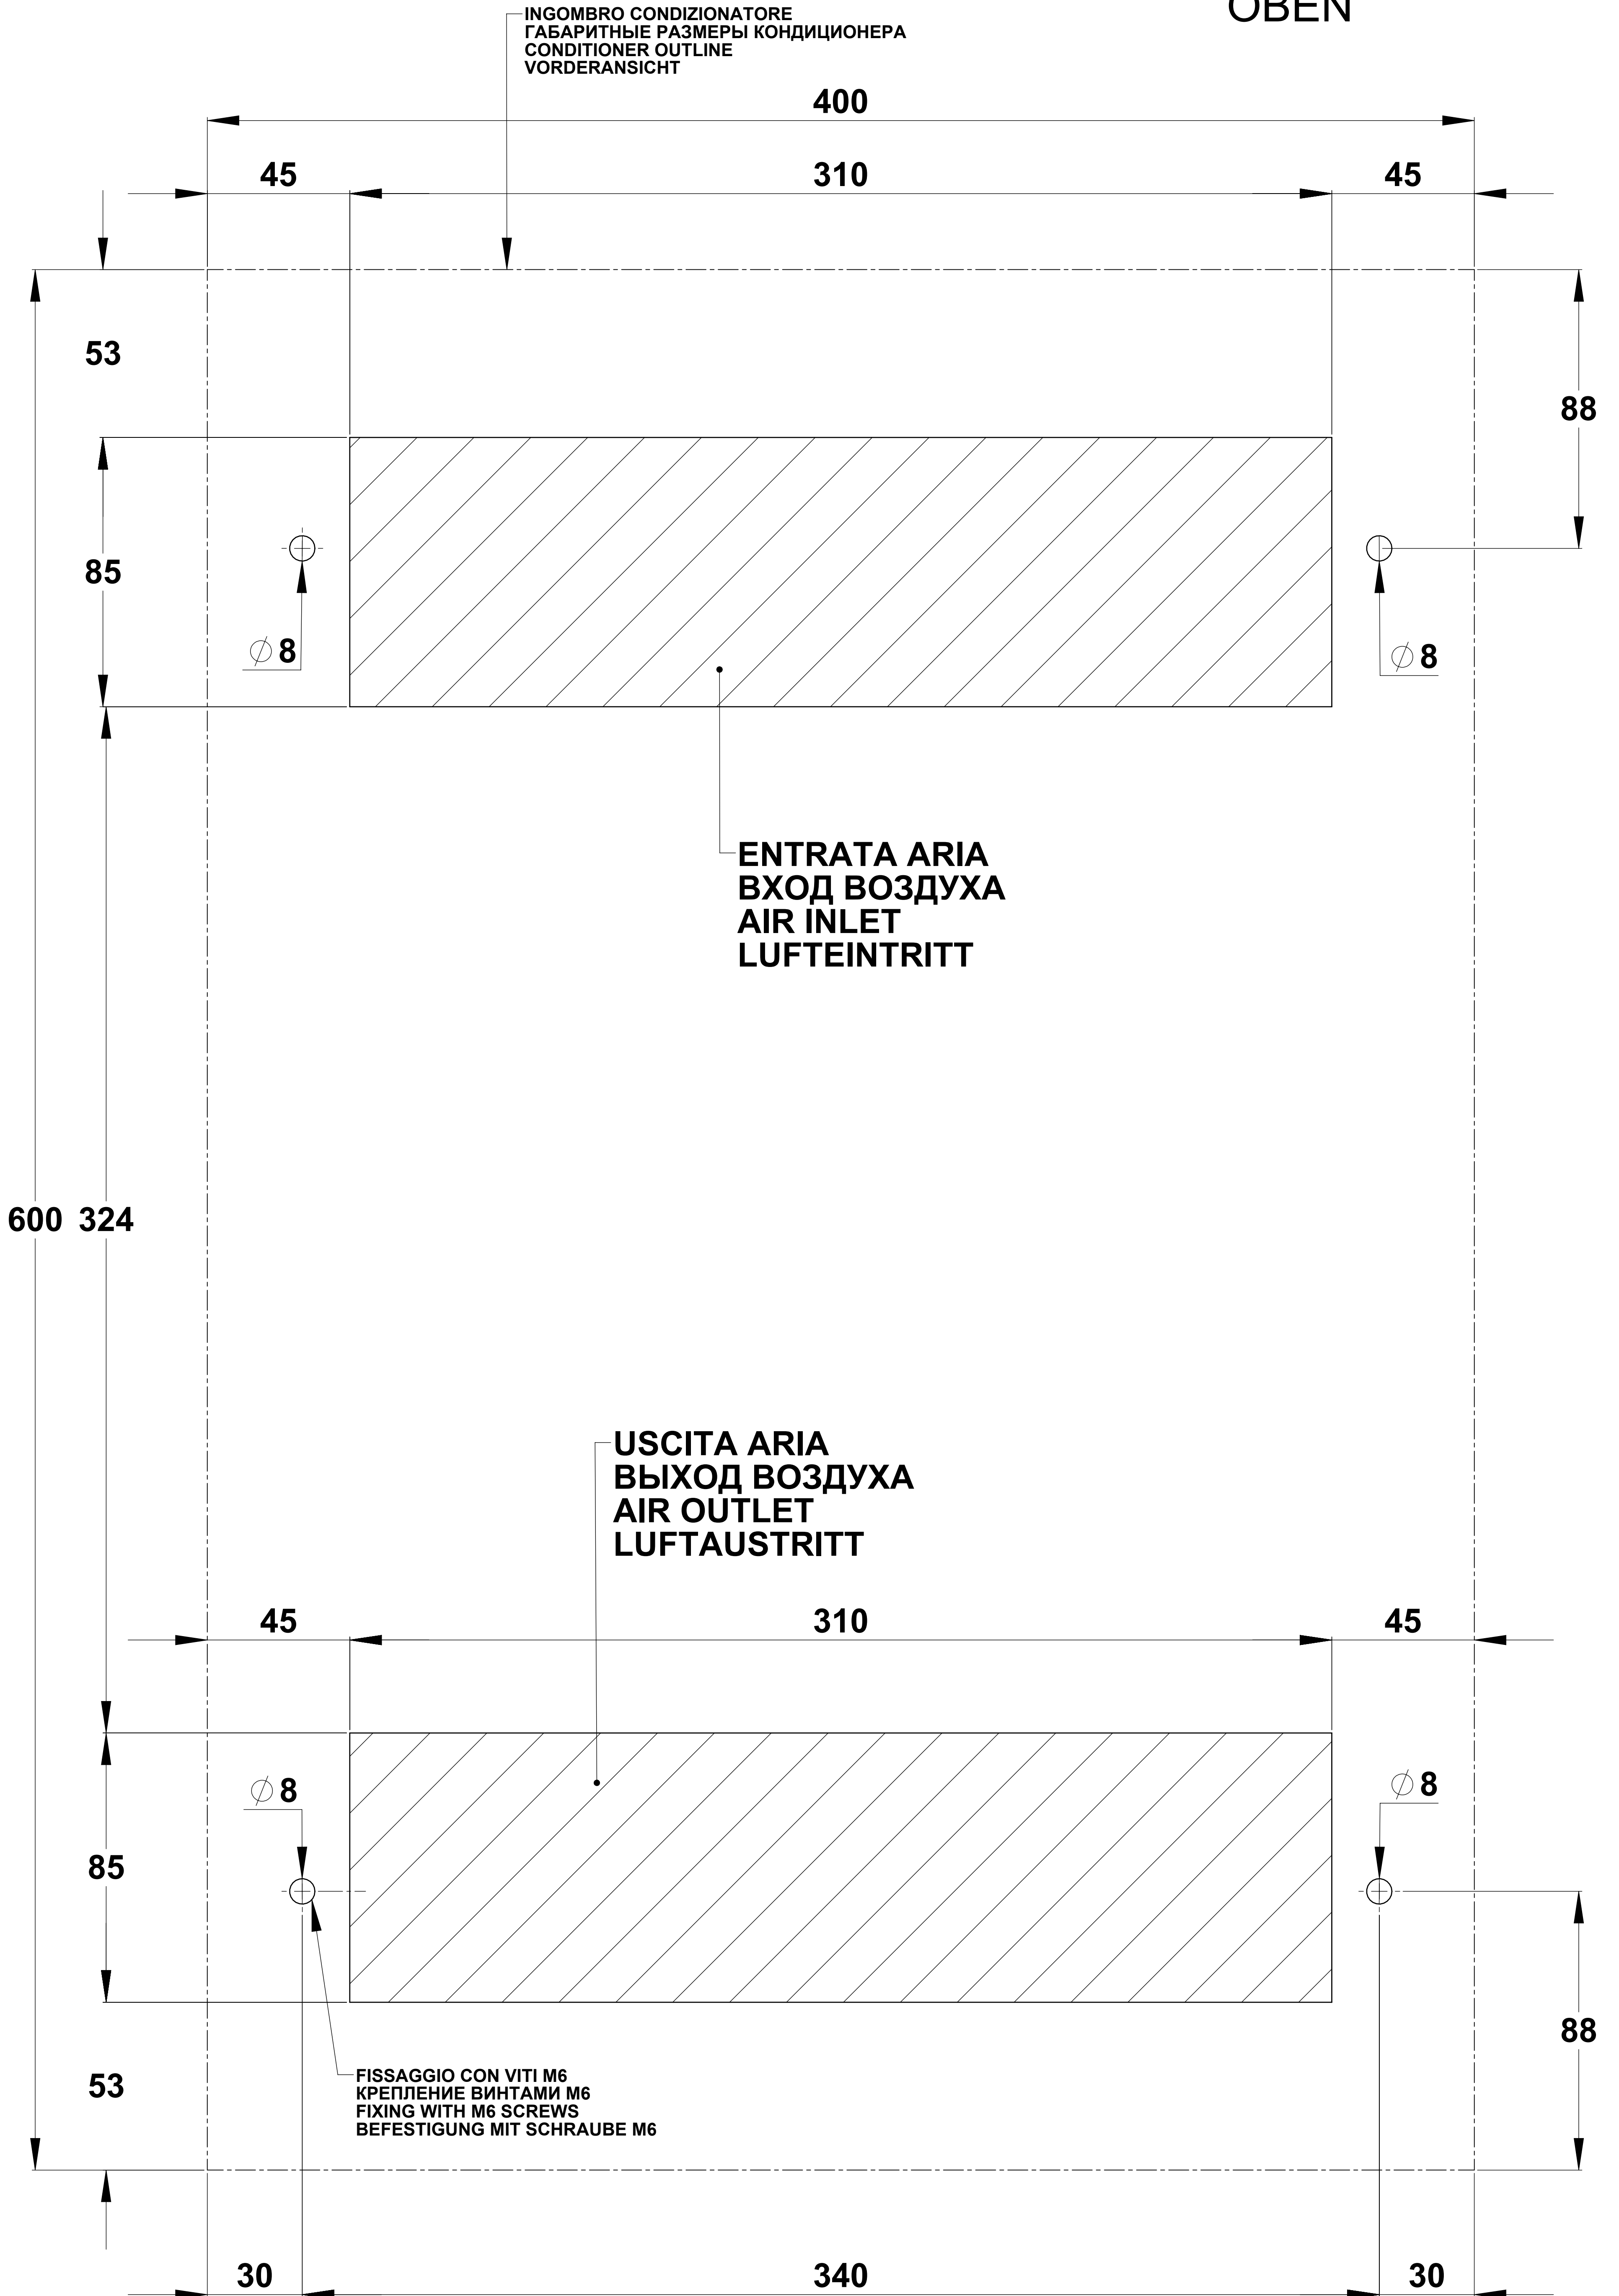 OBEN
INGOMBRO CONDIZIONATORE
ГАБАРИТНЫЕ РАЗМЕРЫ КОНДИЦИОНЕРА
CONDITIONER OUTLINE
VORDERANSICHT
400
45 310 45
53
88
85
∅ 8
∅ 8
ENTRATA ARIA
ВХОД ВОЗДУХА
AIR INLET
LUFTEINTRITT
600 324
USCITA ARIA
ВЫХОД ВОЗДУХА
AIR OUTLET
LUFTAUSTRITT
45 310 45
∅ 8
∅ 8
85
88
53
FISSAGGIO CON VITI M6
КРЕПЛЕНИЕ ВИНТАМИ М6
FIXING WITH M6 SCREWS
BEFESTIGUNG MIT SCHRAUBE M6
30 340 30